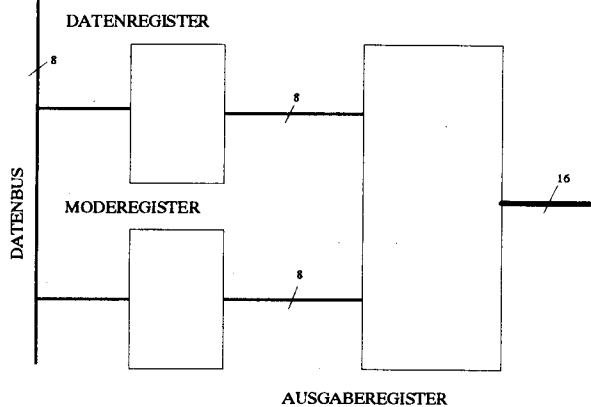 DATENREGISTER
8
8
DATENBUS
MODEREGISTER
16
8
AUSGABEREGISTER